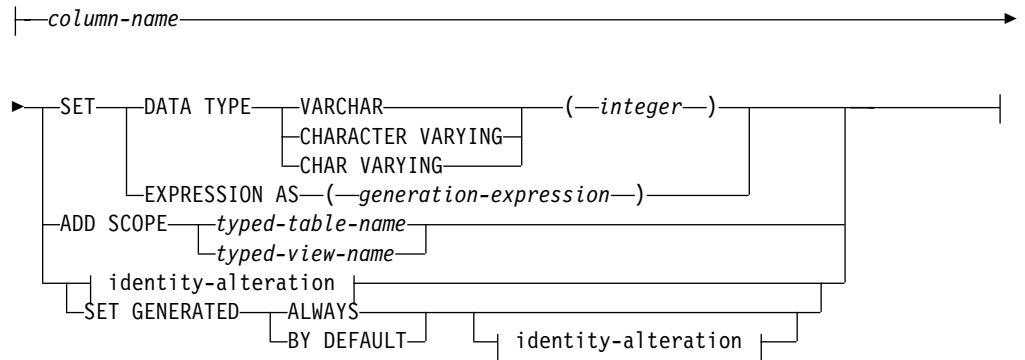 column-name
SET DATA TYPE VARCHAR ( integer )
CHARACTER VARYING
CHAR VARYING
EXPRESSION AS ( generation-expression )
ADD SCOPE typed-table-name
typed-view-name
identity-alteration
SET GENERATED ALWAYS
BY DEFAULT identity-alteration